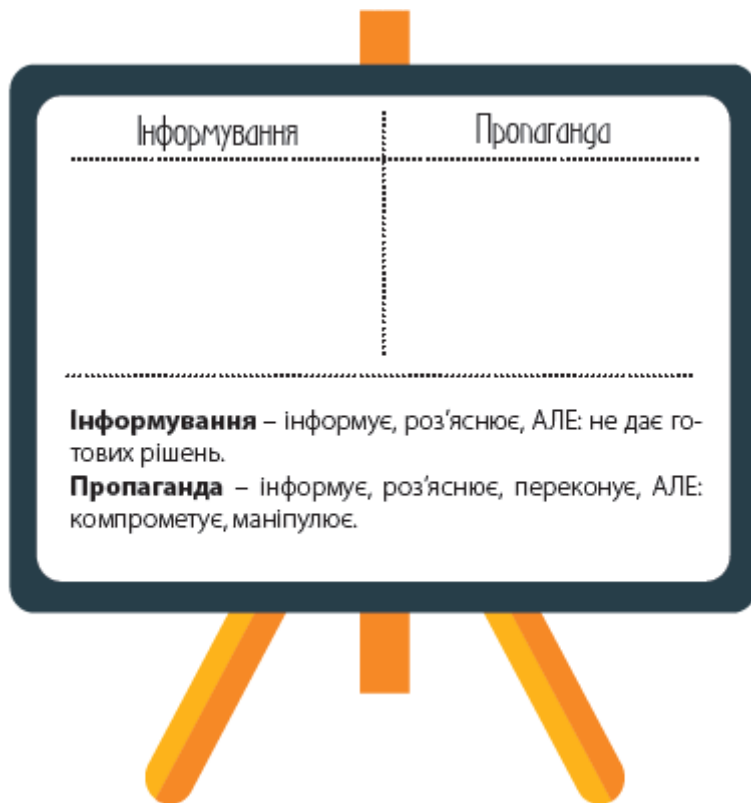 Інформування Пропаганда
Інформування – інформує, роз'яснює, АЛЕ: не дає го-
тових рішень.
Пропаганда – інформує, роз'яснює, переконує, АЛЕ:
компрометує, маніпулює.